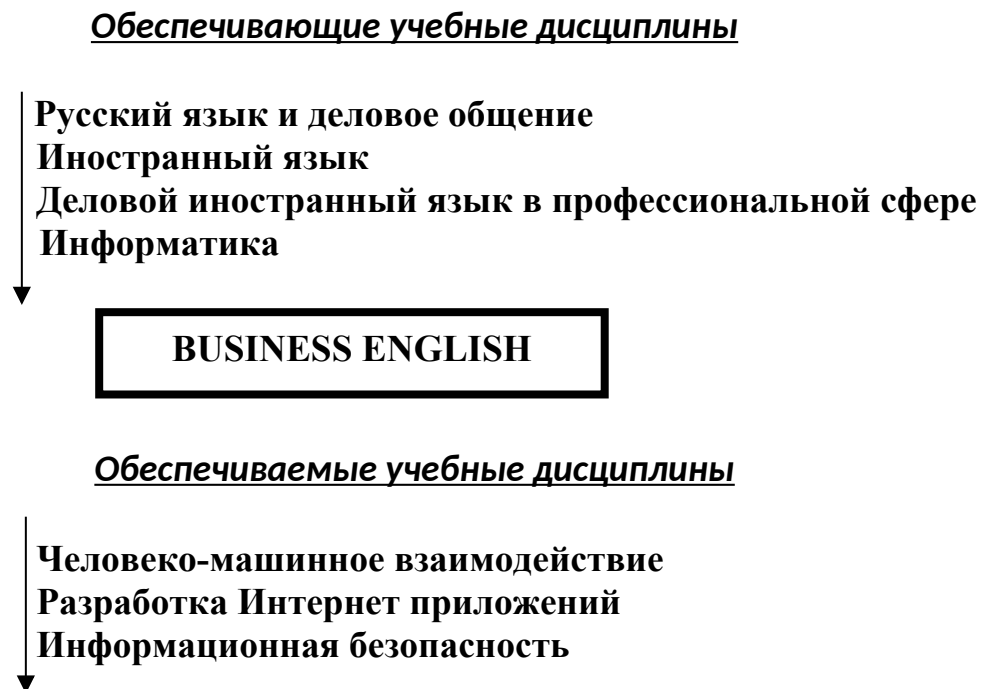 Обеспечивающие учебные дисциплины
Русский язык и деловое общение
Иностранный язык
Деловой иностранный язык в профессиональной сфере
Информатика
BUSINESS ENGLISH
Обеспечиваемые учебные дисциплины
Человеко-машинное взаимодействие
Разработка Интернет приложений
Информационная безопасность